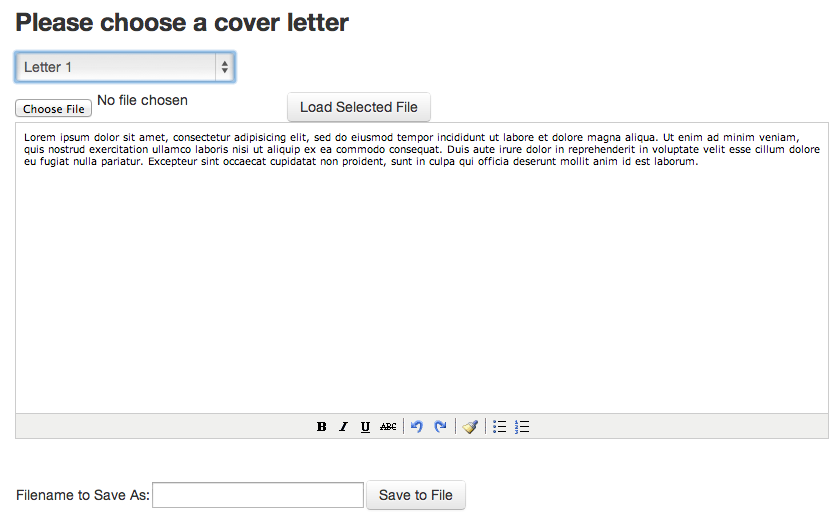 Please choose a cover letter
Letter 1
Choose File No file chosen Load Selected File
Lorem ipsum dolor sit amet, consectetur adipisicing elit, sed do eiusmod tempor incididunt ut labore et dolore magna aliqua. Ut enim ad minim veniam,
quis nostrud exercitation ullamco laboris nisi ut aliquip ex ea commodo consequat. Duis aute irure dolor in reprehenderit in voluptate velit esse cillum dolore
eu fugiat nulla pariatur. Excepteur sint occaecat cupidatat non proident, sunt in culpa qui officia deserunt mollit anim id est laborum.
B I U ABC
Filename to Save As: Save to File